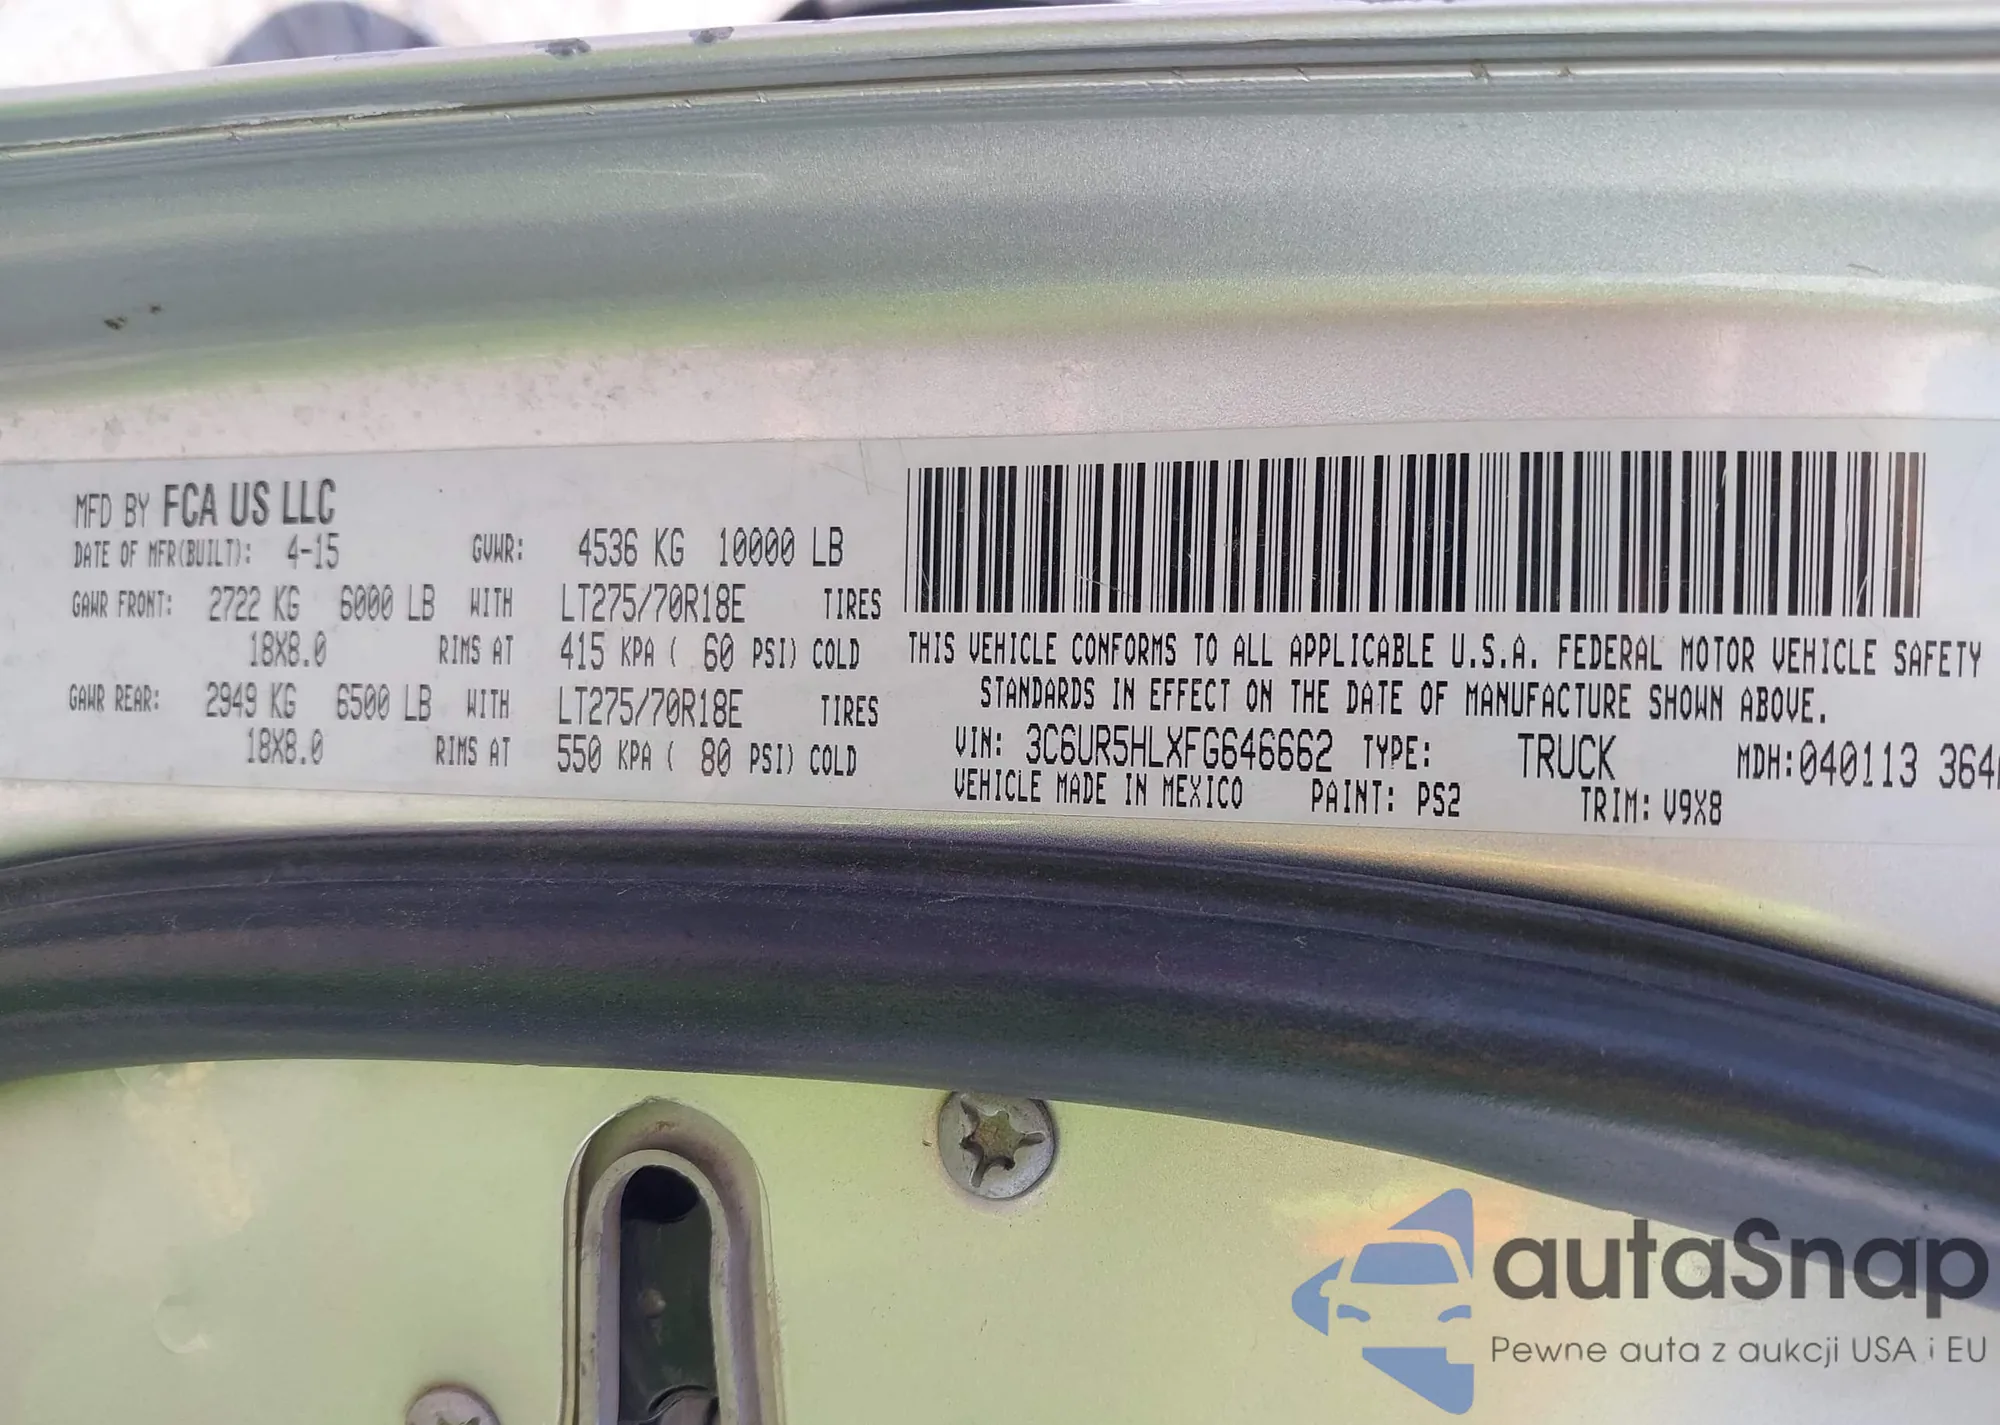 MFD BY FCA US LLC
DATE OF MFR(BUILT): 4-15 GVWR: 4536 KG 10000 LB
GAWR FRONT: 2722 KG 6000 LB WITH LT275/70R18E TIRES
18X8.0 RIMS AT 415 KPA ( 60 PSI) COLD
GAWR REAR: 2949 KG 6500 LB WITH LT275/70R18E TIRES
18X8.0 RIMS AT 550 KPA ( 80 PSI) COLD
THIS VEHICLE CONFORMS TO ALL APPLICABLE U.S.A. FEDERAL MOTOR VEHICLE SAFETY
STANDARDS IN EFFECT ON THE DATE OF MANUFACTURE SHOWN ABOVE.
VIN: 3C6UR5HLXFG646662 TYPE: TRUCK MDH:040113 364
VEHICLE MADE IN MEXICO PAINT: PS2 TRIM: V9X8
autaSnap
Pewne auta z aukcji USA i EU